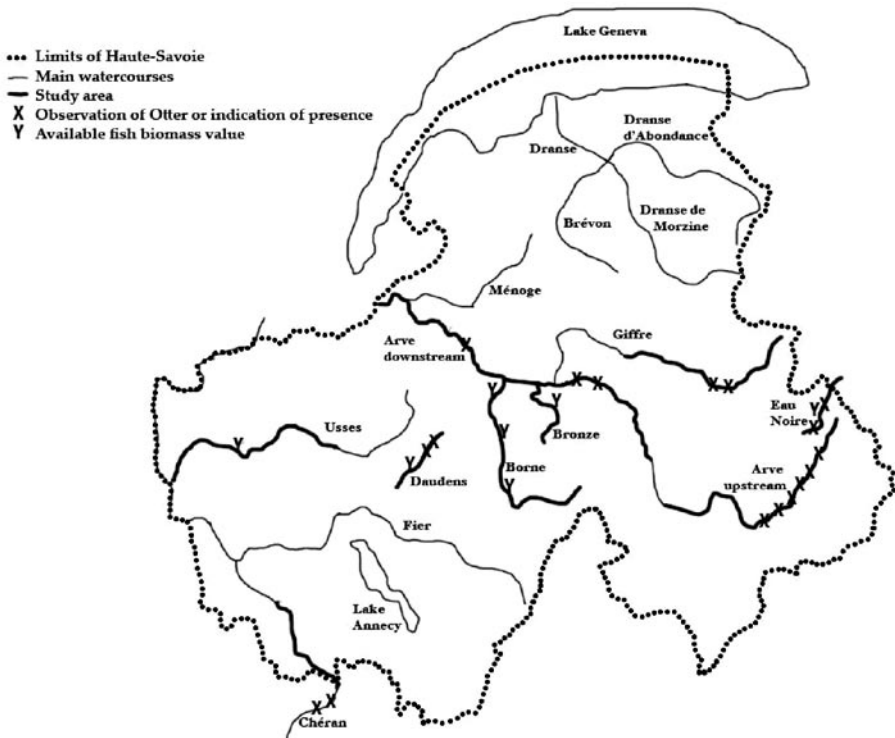 Lake Geneva
Limits of Haute-Savoie
Main watercourses
Study area
X Observation of Otter or indication of presence
Y Available fish biomass value
Dranse
d'Abondance
Dranse
Brévon
Dranse de
Morzine
Ménoge
Arve
downstream
Giffre
Eau
Noire
Usses
Bronze
Daudens
Borne
Arve
upstream
Fier
Lake
Annecy
Chéran